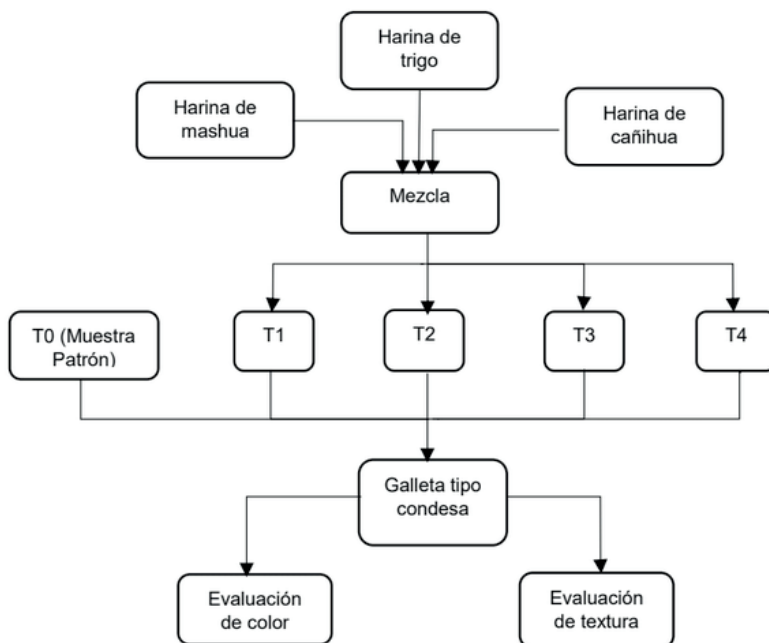 Harina de
trigo
Harina de
mashua
Harina de
cañihua
Mezcla
T0 (Muestra
Patrón)
T1
T2
T3
T4
Galleta tipo
condesa
Evaluación
de color
Evaluación
de textura